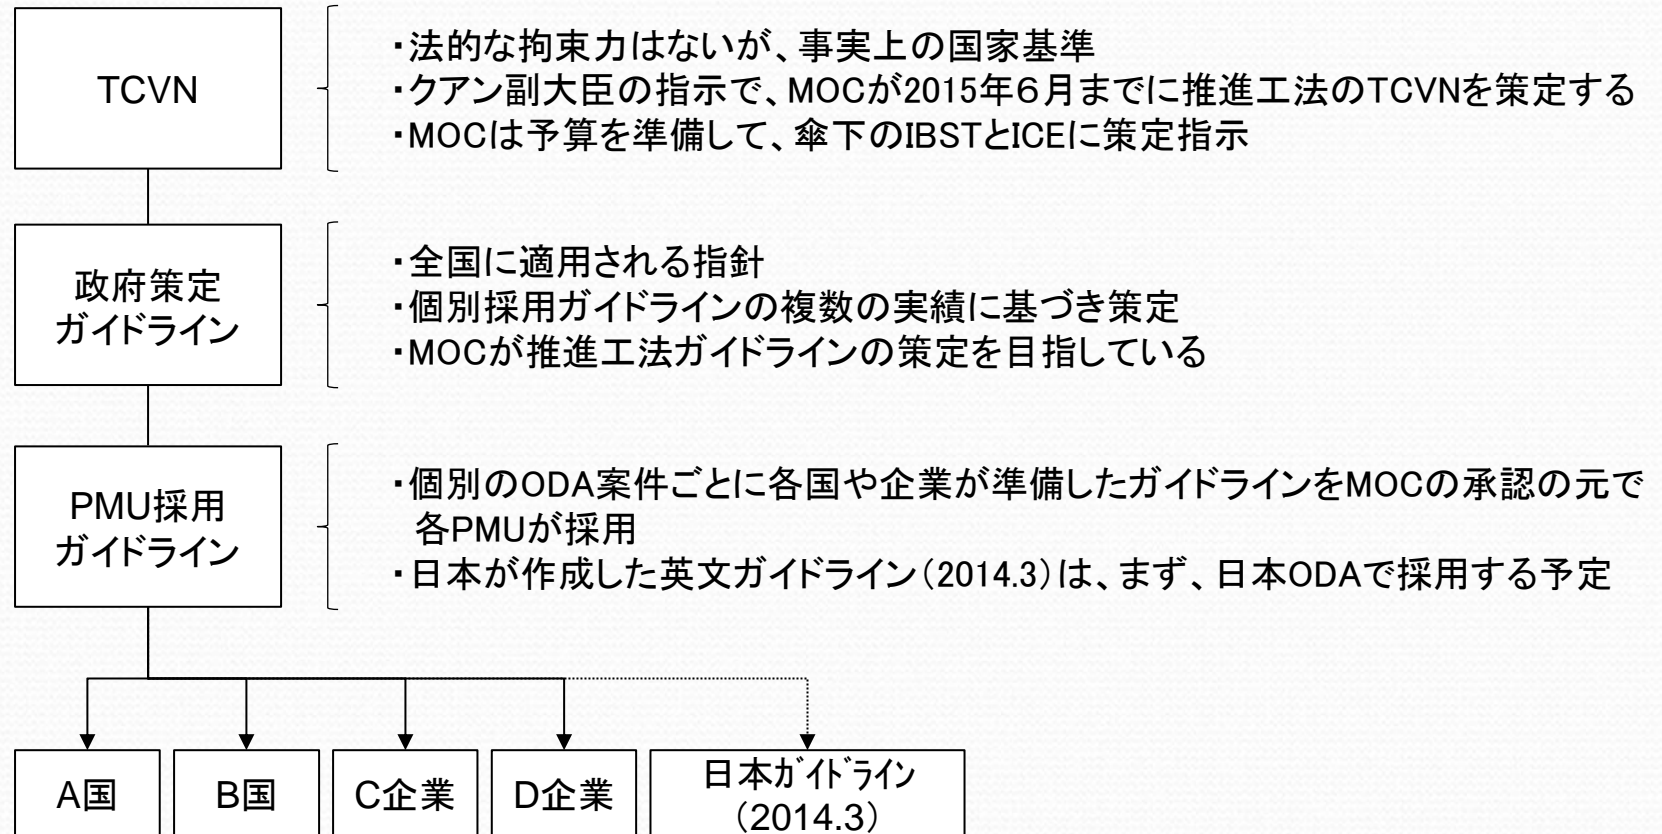 TCVN
・法的な拘束力はないが、事実上の国家基準
・クアン副大臣の指示で、MOCが2015年６月までに推進工法のTCVNを策定する
・MOCは予算を準備して、傘下のIBSTとICEに策定指示
政府策定
ガイドライン
・全国に適用される指針
・個別採用ガイドラインの複数の実績に基づき策定
・MOCが推進工法ガイドラインの策定を目指している
PMU採用
ガイドライン
・個別のODA案件ごとに各国や企業が準備したガイドラインをMOCの承認の元で
各PMUが採用
・日本が作成した英文ガイドライン（2014.3）は、まず、日本ODAで採用する予定
A国
B国
C企業
D企業
日本ｶﾞｲﾄﾞﾗｲﾝ
（2014.3）